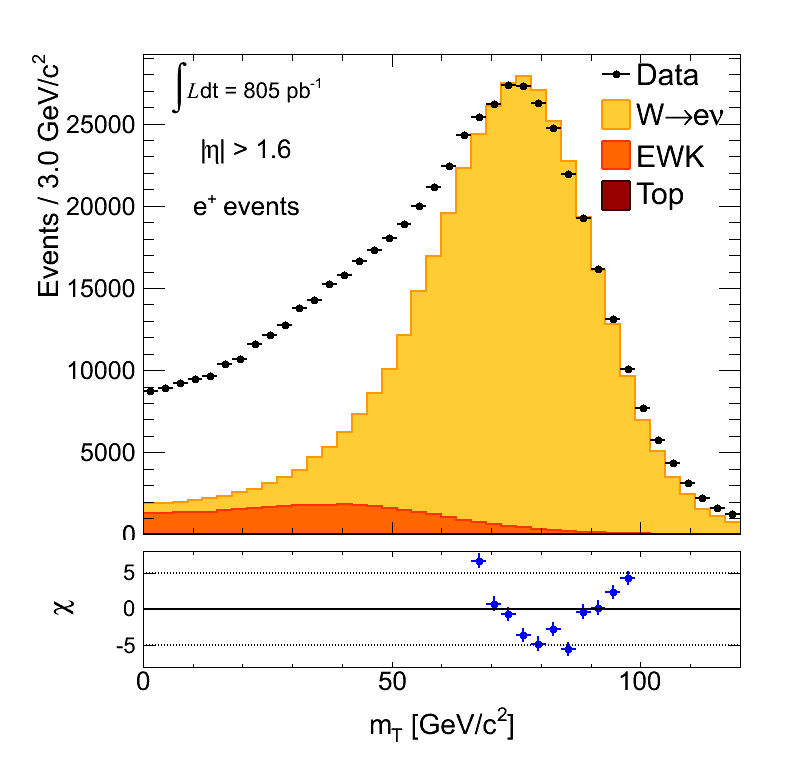 ∫Ldt = 805 pb⁻¹
|η| > 1.6
e⁺ events
Data
W→eν
EWK
Top
Events / 3.0 GeV/c²
25000
20000
15000
10000
5000
0
χ
5
0
-5
0 50 100
m_T [GeV/c²]